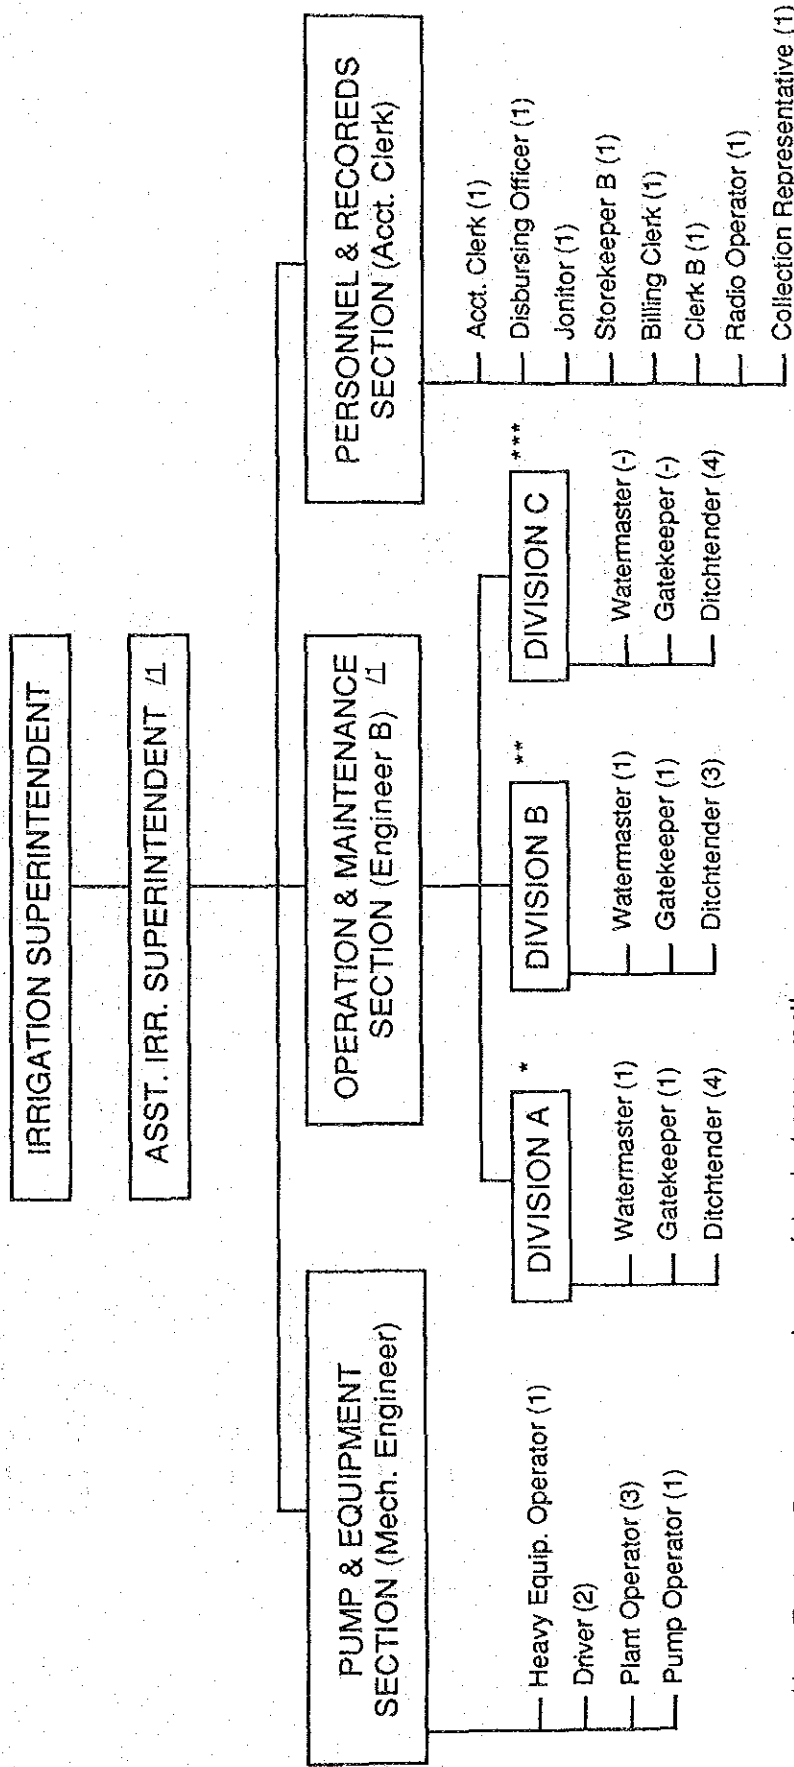 IRRIGATION SUPERINTENDENT
ASST. IRR. SUPERINTENDENT /1
PUMP & EQUIPMENT
SECTION (Mech. Engineer)
Heavy Equip. Operator (1)
Driver (2)
Plant Operator (3)
Pump Operator (1)
OPERATION & MAINTENANCE
SECTION (Engineer B) /1
DIVISION A *
Watermaster (1)
Gatekeeper (1)
Ditchtender (4)
DIVISION B **
Watermaster (1)
Gatekeeper (1)
Ditchtender (3)
DIVISION C ***
Watermaster (-)
Gatekeeper (-)
Ditchtender (4)
PERSONNEL & RECOREDS
SECTION (Acct. Clerk)
Acct. Clerk (1)
Disbursing Officer (1)
Jonitor (1)
Storekeeper B (1)
Billing Clerk (1)
Clerk B (1)
Radio Operator (1)
Collection Representative (1)